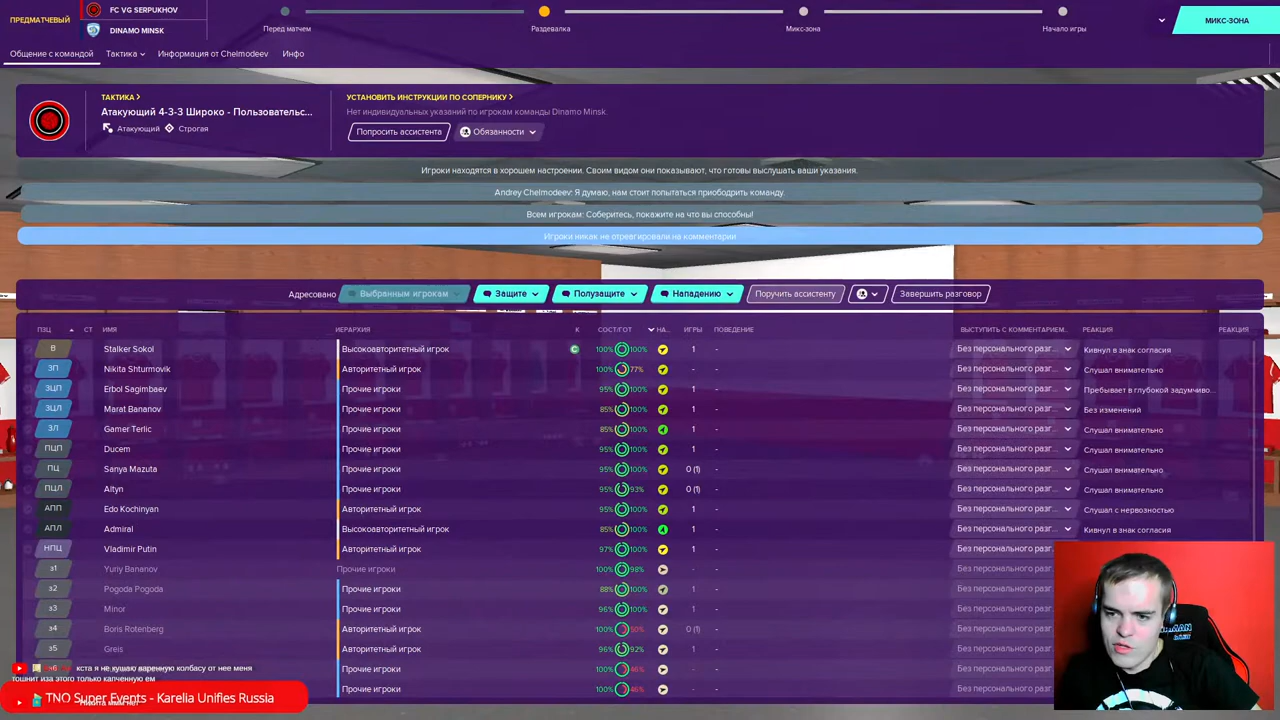 ПРЕДМАТЧЕВЫЙ
FC VG SERPUKHOV
DINAMO MINSK
Перед матчем
Раздевалка
Микс-зона
Начало игры
МИКС-ЗОНА
Общение с командой
Тактика
Информация от Chelmodeev
Инфо
ТАКТИКА
Атакующий 4-3-3 Широко - Пользовательс...
Атакующий
Строгая
УСТАНОВИТЬ ИНСТРУКЦИИ ПО СОПЕРНИКУ
Нет индивидуальных указаний по игрокам команды Dinamo Minsk.
Попросить ассистента
Обязанности
Игроки находятся в хорошем настроении. Своим видом они показывают, что готовы выслушать ваши указания.
Andrey Chelmodeev: Я думаю, нам стоит попытаться приободрить команду.
Всем игрокам: Соберитесь, покажите на что вы способны!
Игроки никак не отреагировали на комментарии
Адресовано
Выбранным игрокам
Защите
Полузащите
Нападению
Поручить ассистенту
Завершить разговор
ПЗЦ СТ ИМЯ ИЕРАРХИЯ К СОСТ/ГОТ НА... ИГРЫ ПОВЕДЕНИЕ ВЫСТУПИТЬ С КОММЕНТАРИЕМ.. РЕАКЦИЯ РЕАКЦИЯ
В Stalker Sokol Высокоавторитетный игрок C 100% 100% 1 - Без персонального разг... Кивнул в знак согласия
ЗП Nikita Shturmovik Авторитетный игрок 100% 77% - - Без персонального разг... Слушал внимательно
ЗЦП Erbol Sagimbaev Прочие игроки 95% 100% 1 - Без персонального разг... Пребывает в глубокой задумчиво...
ЗЦЛ Marat Bananov Прочие игроки 85% 100% 1 - Без персонального разг... Без изменений
ЗЛ Gamer Terlic Прочие игроки 85% 100% 1 - Без персонального разг... Слушал внимательно
ПЦП Ducem Прочие игроки 95% 100% 1 - Без персонального разг... Слушал внимательно
ПЦ Sanya Mazuta Прочие игроки 95% 100% 0 (1) - Без персонального разг... Слушал внимательно
ПЦЛ Altyn Прочие игроки 95% 93% 0 (1) - Без персонального разг... Слушал внимательно
АПП Edo Kochinyan Авторитетный игрок 95% 100% 1 - Без персонального разг... Слушал с нервозностью
АПЛ Admiral Высокоавторитетный игрок 85% 100% 1 - Без персонального разг... Кивнул в знак согласия
НПЦ Vladimir Putin Авторитетный игрок 97% 100% 1 - Без персонального разг
з1 Yuriy Bananov Прочие игроки 100% 98% - - Без персонального разг
з2 Pogoda Pogoda Прочие игроки 88% 100% 1 - Без персонального разг
з3 Minor Прочие игроки 96% 100% 1 - Без персонального разг
з4 Boris Rotenberg Авторитетный игрок 100% 50% 0 (1) - Без персонального разг
з5 Greis Авторитетный игрок 96% 92% 1 - Без персонального разг
з6 Прочие игроки 100% 46% - - Без персонального разг
Прочие игроки 100% 46% - - Без персонального разг
кста я не кушаю варенную колбасу от нее меня
тошнит иза этого только капченную ем
TNO Super Events - Karelia Unifies Russia